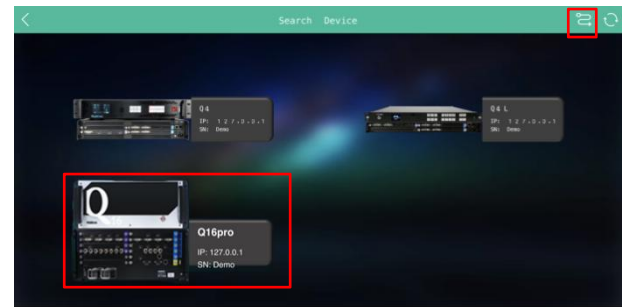 Search Device
Q4
IP: 127.0.0.1
SN: Demo
Q4 L
IP: 127.0.0.1
SN: Demo
Q
Q16pro
IP: 127.0.0.1
SN: Demo